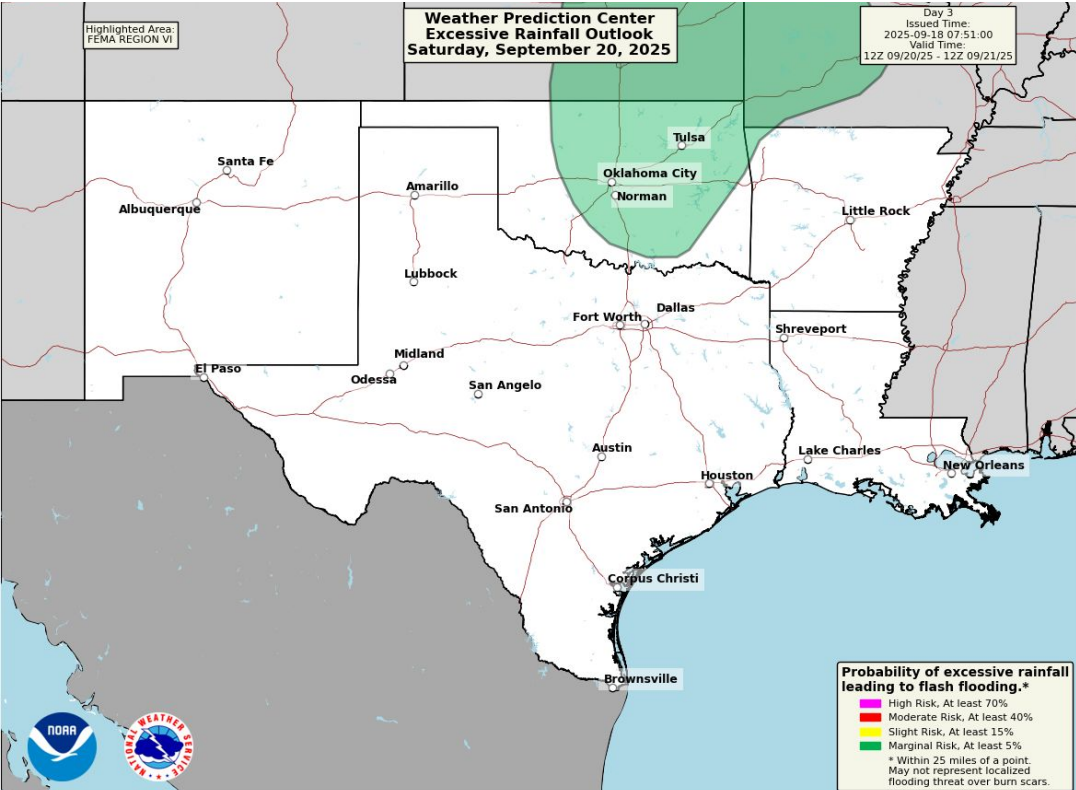 Highlighted Area:
FEMA REGION VI
Weather Prediction Center
Excessive Rainfall Outlook
Saturday, September 20, 2025
Day 3
Issued Time:
2025-09-18 07:51:00
Valid Time:
12Z 09/20/25 - 12Z 09/21/25
Tulsa
Santa Fe
Oklahoma City
Amarillo
Norman
Albuquerque
Little Rock
Lubbock
Dallas
Fort Worth
Shreveport
Midland
El Paso
Odessa
San Angelo
Austin
Lake Charles
New Orleans
Houston
San Antonio
Corpus Christi
Brownsville
Probability of excessive rainfall
leading to flash flooding.*
High Risk, At least 70%
Moderate Risk, At least 40%
Slight Risk, At least 15%
Marginal Risk, At least 5%
* Within 25 miles of a point.
May not represent localized
flooding threat over burn scars.
NOAA
NATIONAL WEATHER SERVICE